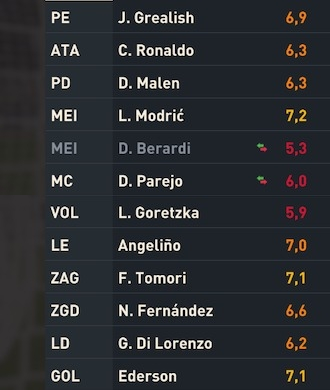 PE J. Grealish 6,9
ATA C. Ronaldo 6,3
PD D. Malen 6,3
MEI L. Modrić 7,2
MEI D. Berardi 5,3
MC D. Parejo 6,0
VOL L. Goretzka 5,9
LE Angeliño 7,0
ZAG F. Tomori 7,1
ZGD N. Fernández 6,6
LD G. Di Lorenzo 6,2
GOL Ederson 7,1